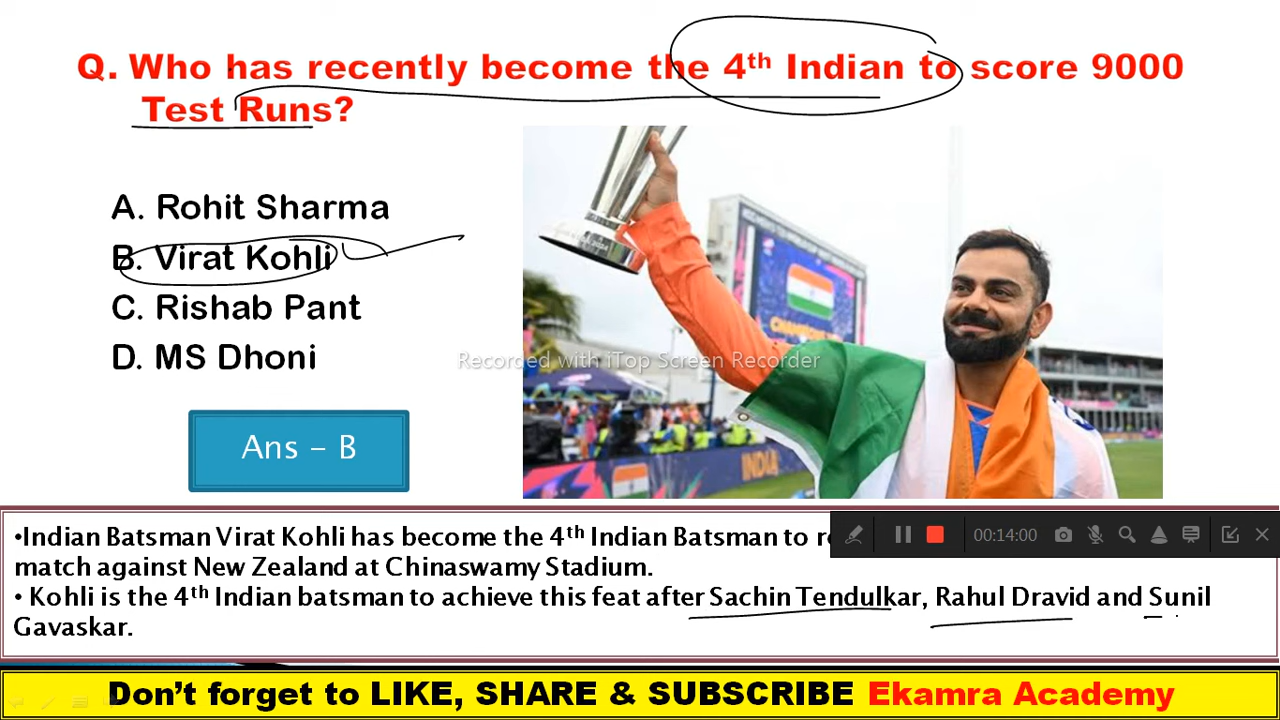 Q. Who has recently become the 4th Indian to score 9000
Test Runs?
A. Rohit Sharma
B. Virat Kohli
C. Rishab Pant
D. MS Dhoni
Recorded with iTop Screen Recorder
INDIA
Ans – B
•Indian Batsman Virat Kohli has become the 4th Indian Batsman to
00:14:00
match against New Zealand at Chinaswamy Stadium.
• Kohli is the 4th Indian batsman to achieve this feat after Sachin Tendulkar, Rahul Dravid and Sunil
Gavaskar.
Don't forget to LIKE, SHARE & SUBSCRIBE Ekamra Academy